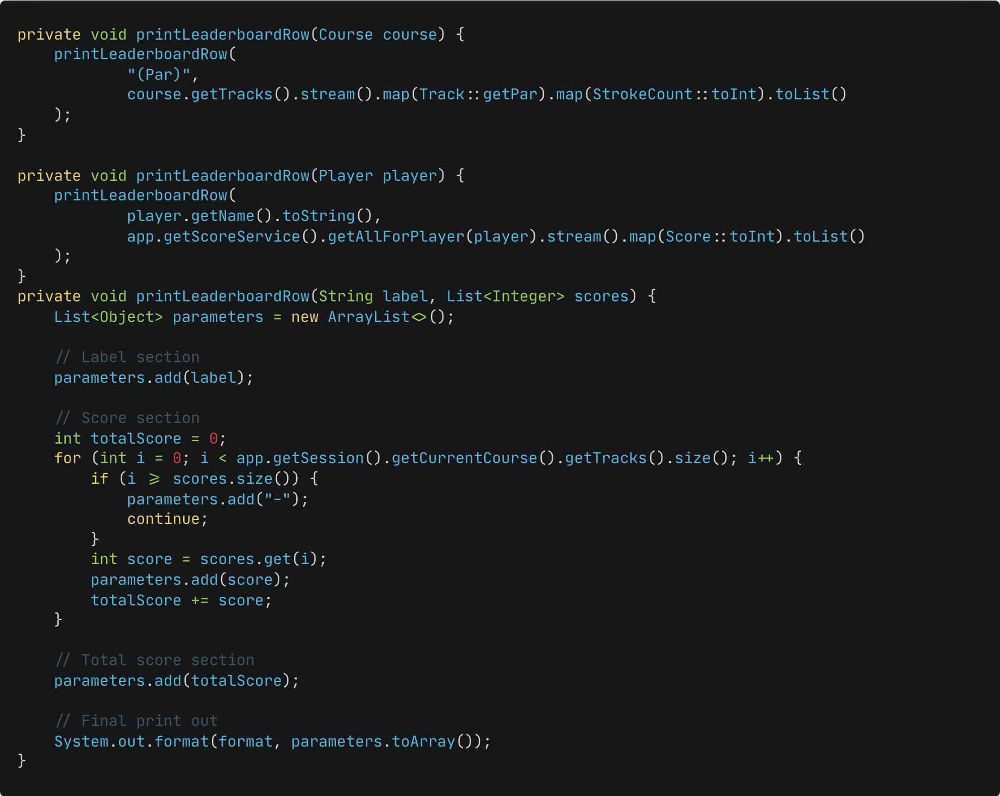 private void printLeaderboardRow(Course course) {
    printLeaderboardRow(
            "(Par)",
            course.getTracks().stream().map(Track::getPar).map(StrokeCount::toInt).toList()
    );
}

private void printLeaderboardRow(Player player) {
    printLeaderboardRow(
            player.getName().toString(),
            app.getScoreService().getAllForPlayer(player).stream().map(Score::toInt).toList()
    );
}
private void printLeaderboardRow(String label, List<Integer> scores) {
    List<Object> parameters = new ArrayList<>();

    // Label section
    parameters.add(label);

    // Score section
    int totalScore = 0;
    for (int i = 0; i < app.getSession().getCurrentCourse().getTracks().size(); i++) {
        if (i >= scores.size()) {
            parameters.add("-");
            continue;
        }
        int score = scores.get(i);
        parameters.add(score);
        totalScore += score;
    }

    // Total score section
    parameters.add(totalScore);

    // Final print out
    System.out.format(format, parameters.toArray());
}